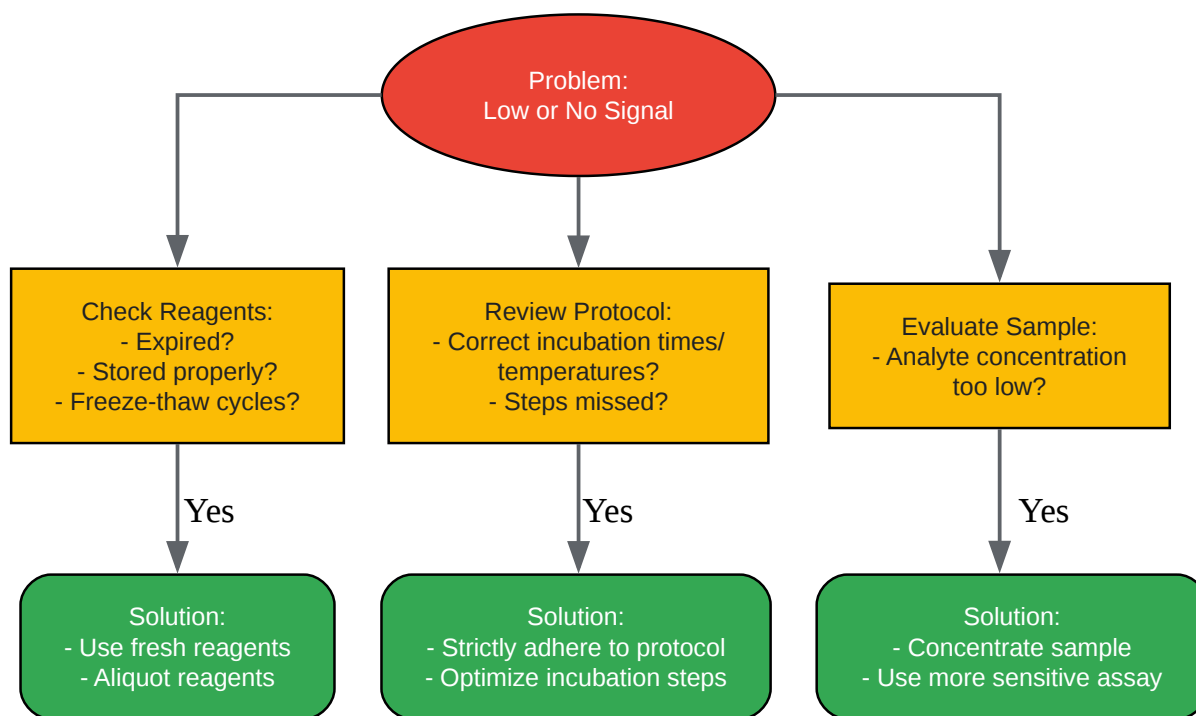 Problem:
Low or No Signal
Check Reagents:
- Expired?
- Stored properly?
- Freeze-thaw cycles?
Review Protocol:
- Correct incubation times/
temperatures?
- Steps missed?
Evaluate Sample:
- Analyte concentration
too low?
Yes
Yes
Yes
Solution:
- Use fresh reagents
- Aliquot reagents
Solution:
- Strictly adhere to protocol
- Optimize incubation steps
Solution:
- Concentrate sample
- Use more sensitive assay